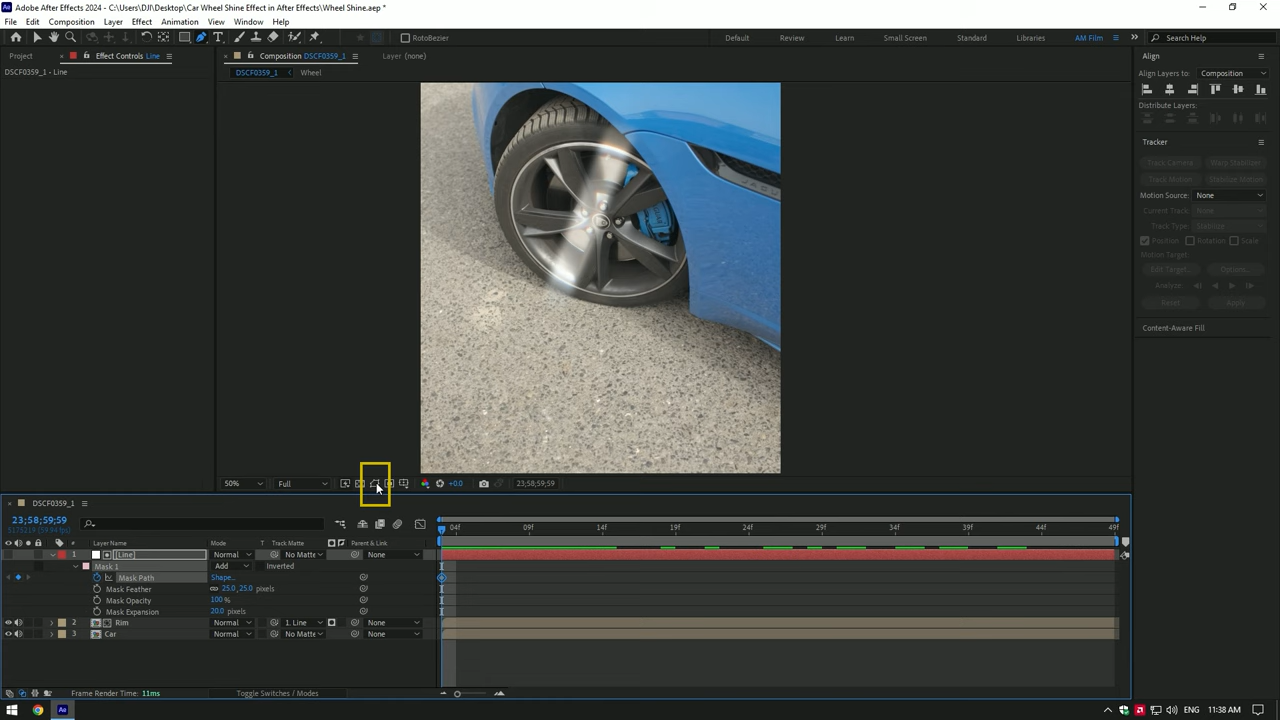 Adobe After Effects 2024 - C:\Users\DJI\Desktop\Car Wheel Shine Effect in After Effects\Wheel Shine.aep *
File Edit Composition Layer Effect Animation View Window Help
RotoBezier
Default Review Learn Small Screen Standard Libraries AM Film Search Help
Project Effect Controls Line Composition DSCF0359_1 Layer (none) Align
DSCF0359_1 - Line DSCF0359_1 Wheel
Align Layers to: Composition
Distribute Layers:
Tracker
Track Camera Warp Stabilizer
Track Motion Stabilize Motion
Motion Source: None
Current Track: None
Track Type: Stabilize
Position Rotation Scale
Motion Target:
Edit Target... Options...
Analyze:
Reset Apply
Content-Aware Fill
50% Full +0.0 23;58;59;59
DSCF0359_1
23;58;59;59
04f 09f 14f 19f 24f 29f 34f 39f 44f 49f
# Layer Name Mode T Track Matte Parent & Link
1 [Line] Normal No Matte None
Mask 1 Add Inverted
Mask Path Shape...
Mask Feather 25.0, 25.0 pixels
Mask Opacity 100 %
Mask Expansion 20.0 pixels
2 Rim Normal 1. Line None
3 Car Normal No Matte None
Frame Render Time: 11ms Toggle Switches / Modes
ENG 11:38 AM